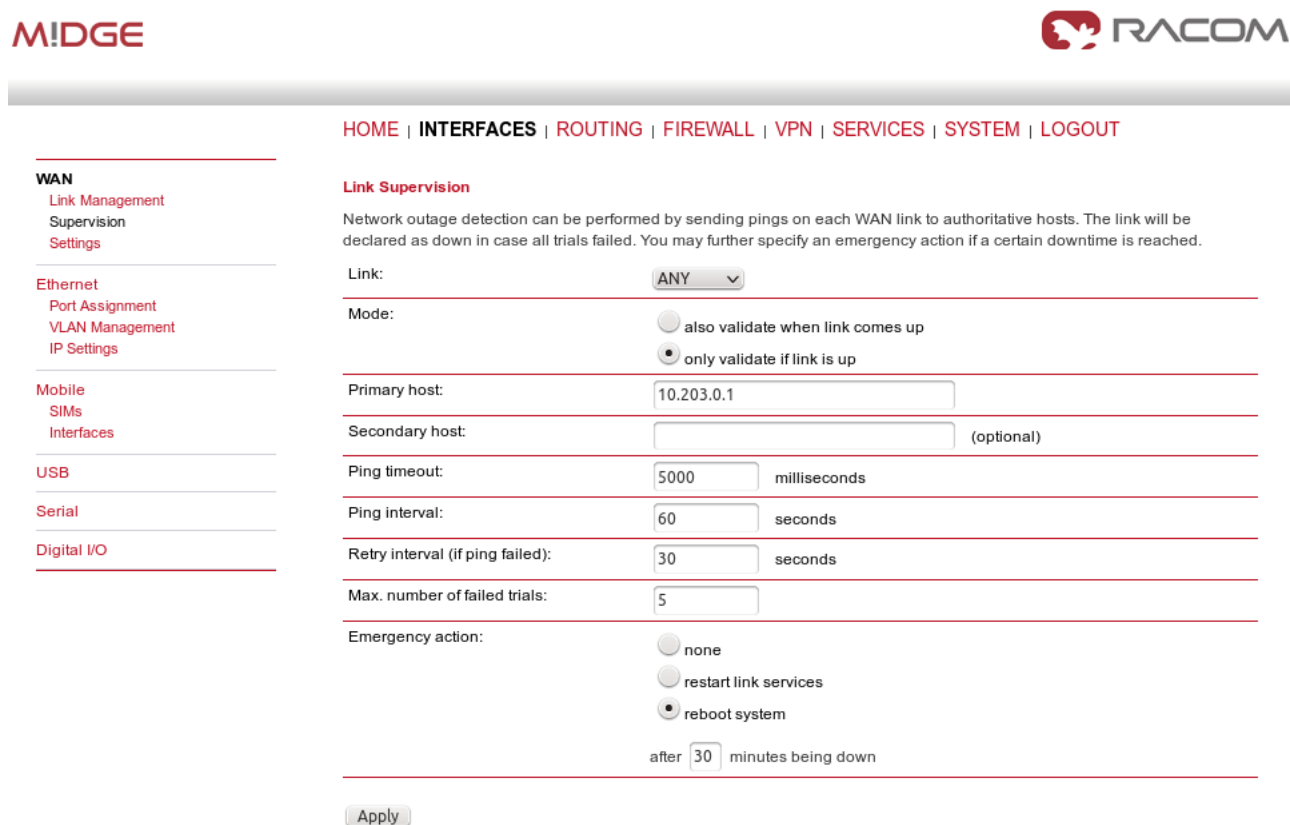 M!DGE
RACOM
HOME | INTERFACES | ROUTING | FIREWALL | VPN | SERVICES | SYSTEM | LOGOUT
WAN
Link Management
Supervision
Settings
Ethernet
Port Assignment
VLAN Management
IP Settings
Mobile
SIMs
Interfaces
USB
Serial
Digital I/O
Link Supervision
Network outage detection can be performed by sending pings on each WAN link to authoritative hosts. The link will be
declared as down in case all trials failed. You may further specify an emergency action if a certain downtime is reached.
Link: ANY
Mode:
also validate when link comes up
only validate if link is up
Primary host: 10.203.0.1
Secondary host: (optional)
Ping timeout: 5000 milliseconds
Ping interval: 60 seconds
Retry interval (if ping failed): 30 seconds
Max. number of failed trials: 5
Emergency action:
none
restart link services
reboot system
after 30 minutes being down
Apply